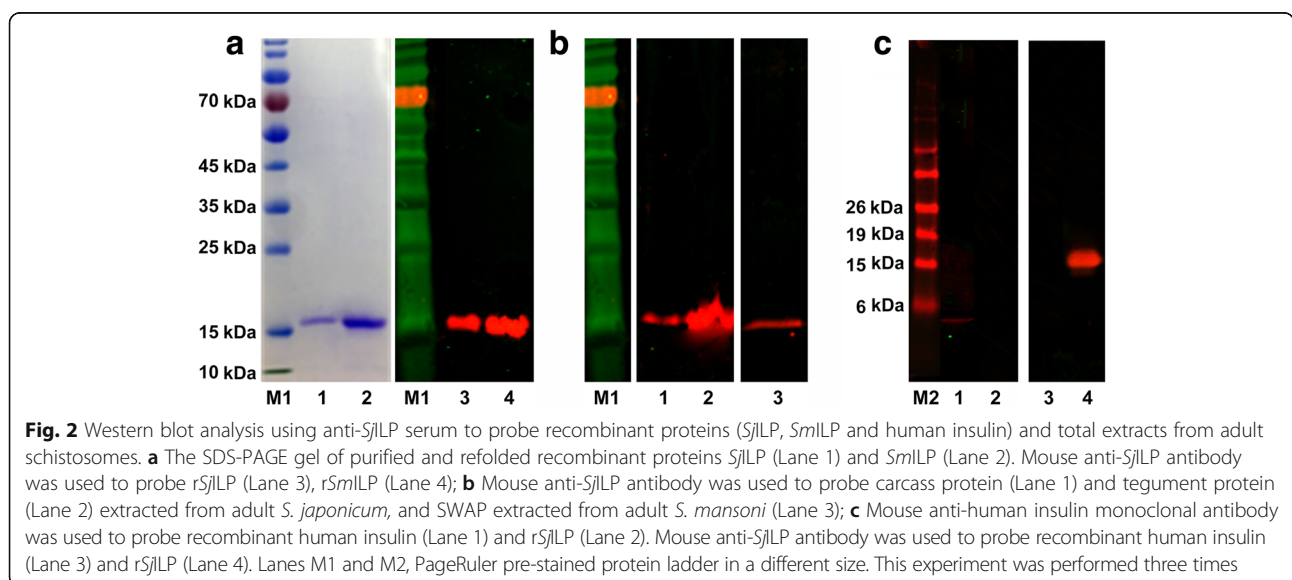 a
b
c
70 kDa
45 kDa
35 kDa
25 kDa
15 kDa
10 kDa
26 kDa
19 kDa
15 kDa
6 kDa
M1 1 2 M1 3 4 M1 1 2 3 M2 1 2 3 4
Fig. 2 Western blot analysis using anti-SjILP serum to probe recombinant proteins (SjILP, SmILP and human insulin) and total extracts from adult
schistosomes. a The SDS-PAGE gel of purified and refolded recombinant proteins SjILP (Lane 1) and SmILP (Lane 2). Mouse anti-SjILP antibody
was used to probe rSjILP (Lane 3), rSmILP (Lane 4); b Mouse anti-SjILP antibody was used to probe carcass protein (Lane 1) and tegument protein
(Lane 2) extracted from adult S. japonicum, and SWAP extracted from adult S. mansoni (Lane 3); c Mouse anti-human insulin monoclonal antibody
was used to probe recombinant human insulin (Lane 1) and rSjILP (Lane 2). Mouse anti-SjILP antibody was used to probe recombinant human insulin
(Lane 3) and rSjILP (Lane 4). Lanes M1 and M2, PageRuler pre-stained protein ladder in a different size. This experiment was performed three times